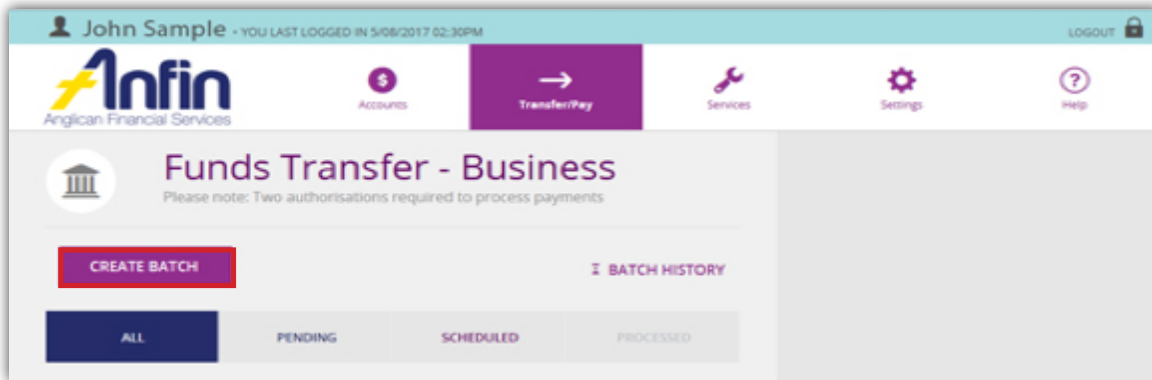 John Sample - YOU LAST LOGGED IN 5/08/2017 02:30PM LOGOUT
Anfin
Anglican Financial Services
$ Accounts Transfer/Pay Services Settings ? Help
Funds Transfer - Business
Please note: Two authorisations required to process payments
CREATE BATCH BATCH HISTORY
ALL PENDING SCHEDULED PROCESSED